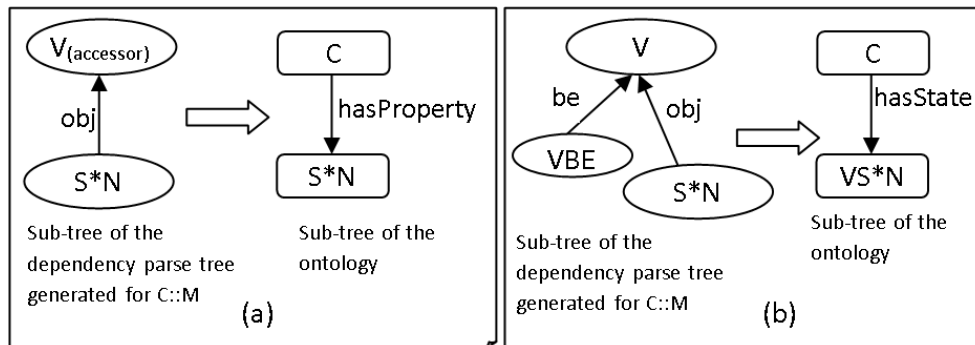 V(accessor)
C
obj
hasProperty
S*N
S*N
Sub-tree of the
dependency parse tree
generated for C::M
Sub-tree of the
ontology
(a)
V
C
be
obj
hasState
VBE
S*N
VS*N
Sub-tree of the
dependency parse tree
generated for C::M
Sub-tree of the
ontology
(b)